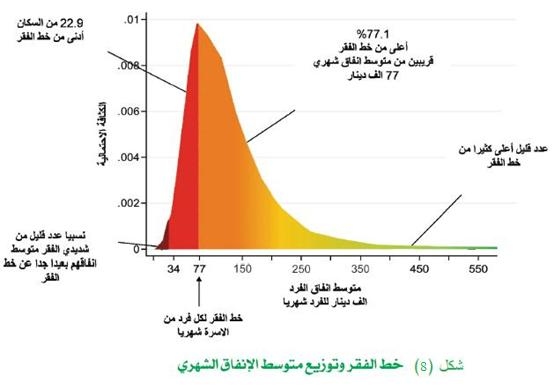 22.9 من السكان
أدنى من خط الفقر
%77.1
أعلى من خط الفقر
قريبين من متوسط انفاق شهري
77 الف دينار
عدد قليل أعلى كثيرا من
خط الفقر
نسبيا عدد قليل من
شديدي الفقر متوسط
انفاقهم بعيدا جدا عن خط
الفقر
الكثافة الاحتمالية
.01
.008
.006
.004
.002
0
34 77 150 250 350 450 550
متوسط انفاق الفرد
الف دينار للفرد شهريا
خط الفقر لكل فرد من
الاسرة شهريا
شكل (8) خط الفقر وتوزيع متوسط الإنفاق الشهري